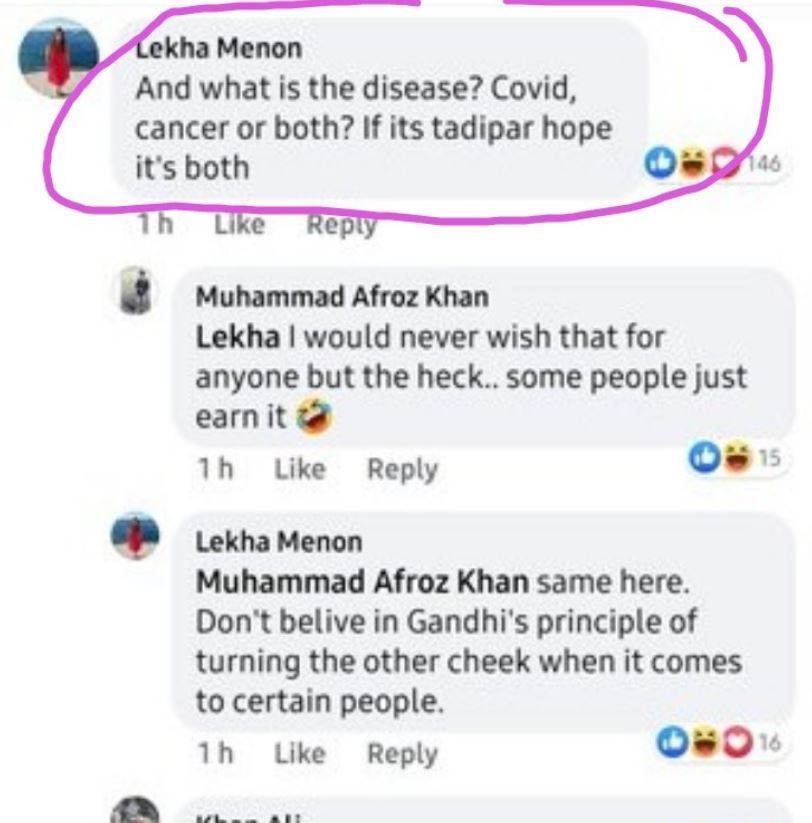 Lekha Menon
And what is the disease? Covid,
cancer or both? If its tadipar hope
it's both
146
1 h Like Reply
Muhammad Afroz Khan
Lekha I would never wish that for
anyone but the heck.. some people just
earn it 🤣
15
1 h Like Reply
Lekha Menon
Muhammad Afroz Khan same here.
Don't belive in Gandhi's principle of
turning the other cheek when it comes
to certain people.
16
1 h Like Reply
Khan Ali